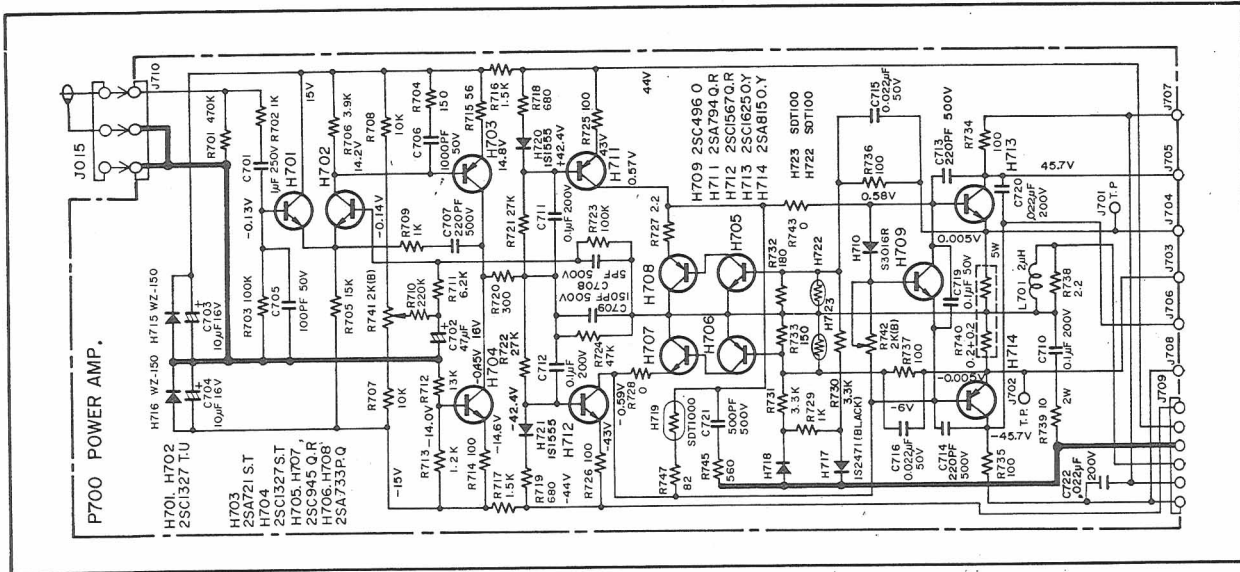 P700 POWER AMP.
J015
J710
H701. H702
2SC1327 T.U
H703
2SA721 S.T
H704
2SC1327 S.T
H705. H707,
2SC945 Q.R
H706. H708
2SA733 P.Q
H709 2SC496 O
H711 2SA794 Q.R
H712 2SC1567 Q.R
H713 2SC1625 O.Y
H714 2SA815 O.Y
H723 SDT100
H722 SDT100
H716 WZ-150
H715 WZ-150
C704
10µF 16V
C703
10µF 16V
R701 470K
R702 1K
C701
1µF 250V
-0.13V
H701
15V
R703 100K
C705
100PF 50V
H702
R706 3.9K
14.2V
-0.14V
R705 15K
R708
10K
R741 2K(B)
R707
10K
-15V
R704
150
C706
1000PF
50V
R709
1K
C707
220PF
500V
R710
220K
R711
6.2K
C702
47µF 16V
R712
13K
-14.0V
R713
1.2K
R715 56
H703
14.8V
-0.45V
H704
-14.6V
R714 100
R716
1.5K
R717
1.5K
R718
680
H720
1S1555
+42.4V
R721 27K
R720
300
R722
27K
-42.4V
H721
1S1555
R719
680
-44V
C711
0.1µF 200V
R723
100K
5PF
500V
C708
150PF 500V
C709
R724
47K
C712
0.1µF
200V
R725 100
43V
H711
0.57V
H712
-43V
R726 100
-0.59V
R728
0
44V
R727 2.2
H708
H707
H705
H706
H719
SDT1000
R747
82
C721
500PF
500V
R745
560
R743
0
R732
180
H722
R733
150
H723
R731
3.3K
R729
1K
R730
3.3K
H718
H717
1S2471(BLACK)
C715
0.022µF
50V
R736
100
0.58V
H710
S3016R
H709
R742
2K(B)
R737
100
C716
0.022µF
50V
C714
220PF
500V
C713
220PF 500V
R734
100
H713
45.7V
0.005V
C719
0.1µF 50V
5W
R740
0.2+0.2
H714
-0.005V
-45.7V
R735
100
C720
.022µF
200V
J701
T.P
L701 2µH
R738
2.2
C710
0.1µF 200V
J702
T.P.
R739 10
2W
C722
.022µF
200V
J707
J705
J704
J703
J706
J708
J709